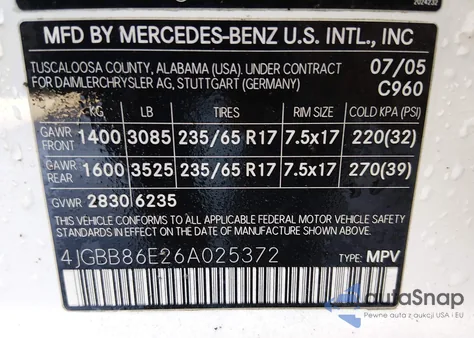 2024232
MFD BY MERCEDES-BENZ U.S. INTL., INC
TUSCALOOSA COUNTY, ALABAMA (USA). UNDER CONTRACT 07/05
FOR DAIMLERCHRYSLER AG, STUTTGART (GERMANY) C960
KG LB TIRES RIM SIZE COLD KPA (PSI)
GAWR FRONT 1400 3085 235/65 R17 7.5x17 220(32)
GAWR REAR 1600 3525 235/65 R17 7.5x17 270(39)
GVWR 2830 6235
THIS VEHICLE CONFORMS TO ALL APPLICABLE FEDERAL MOTOR VEHICLE SAFETY
STANDARDS IN EFFECT ON THE DATE OF MANUFACTURE SHOWN ABOVE.
4JGBB86E26A025372 TYPE: MPV
autoSnap
Pewne auta z aukcji USA i EU